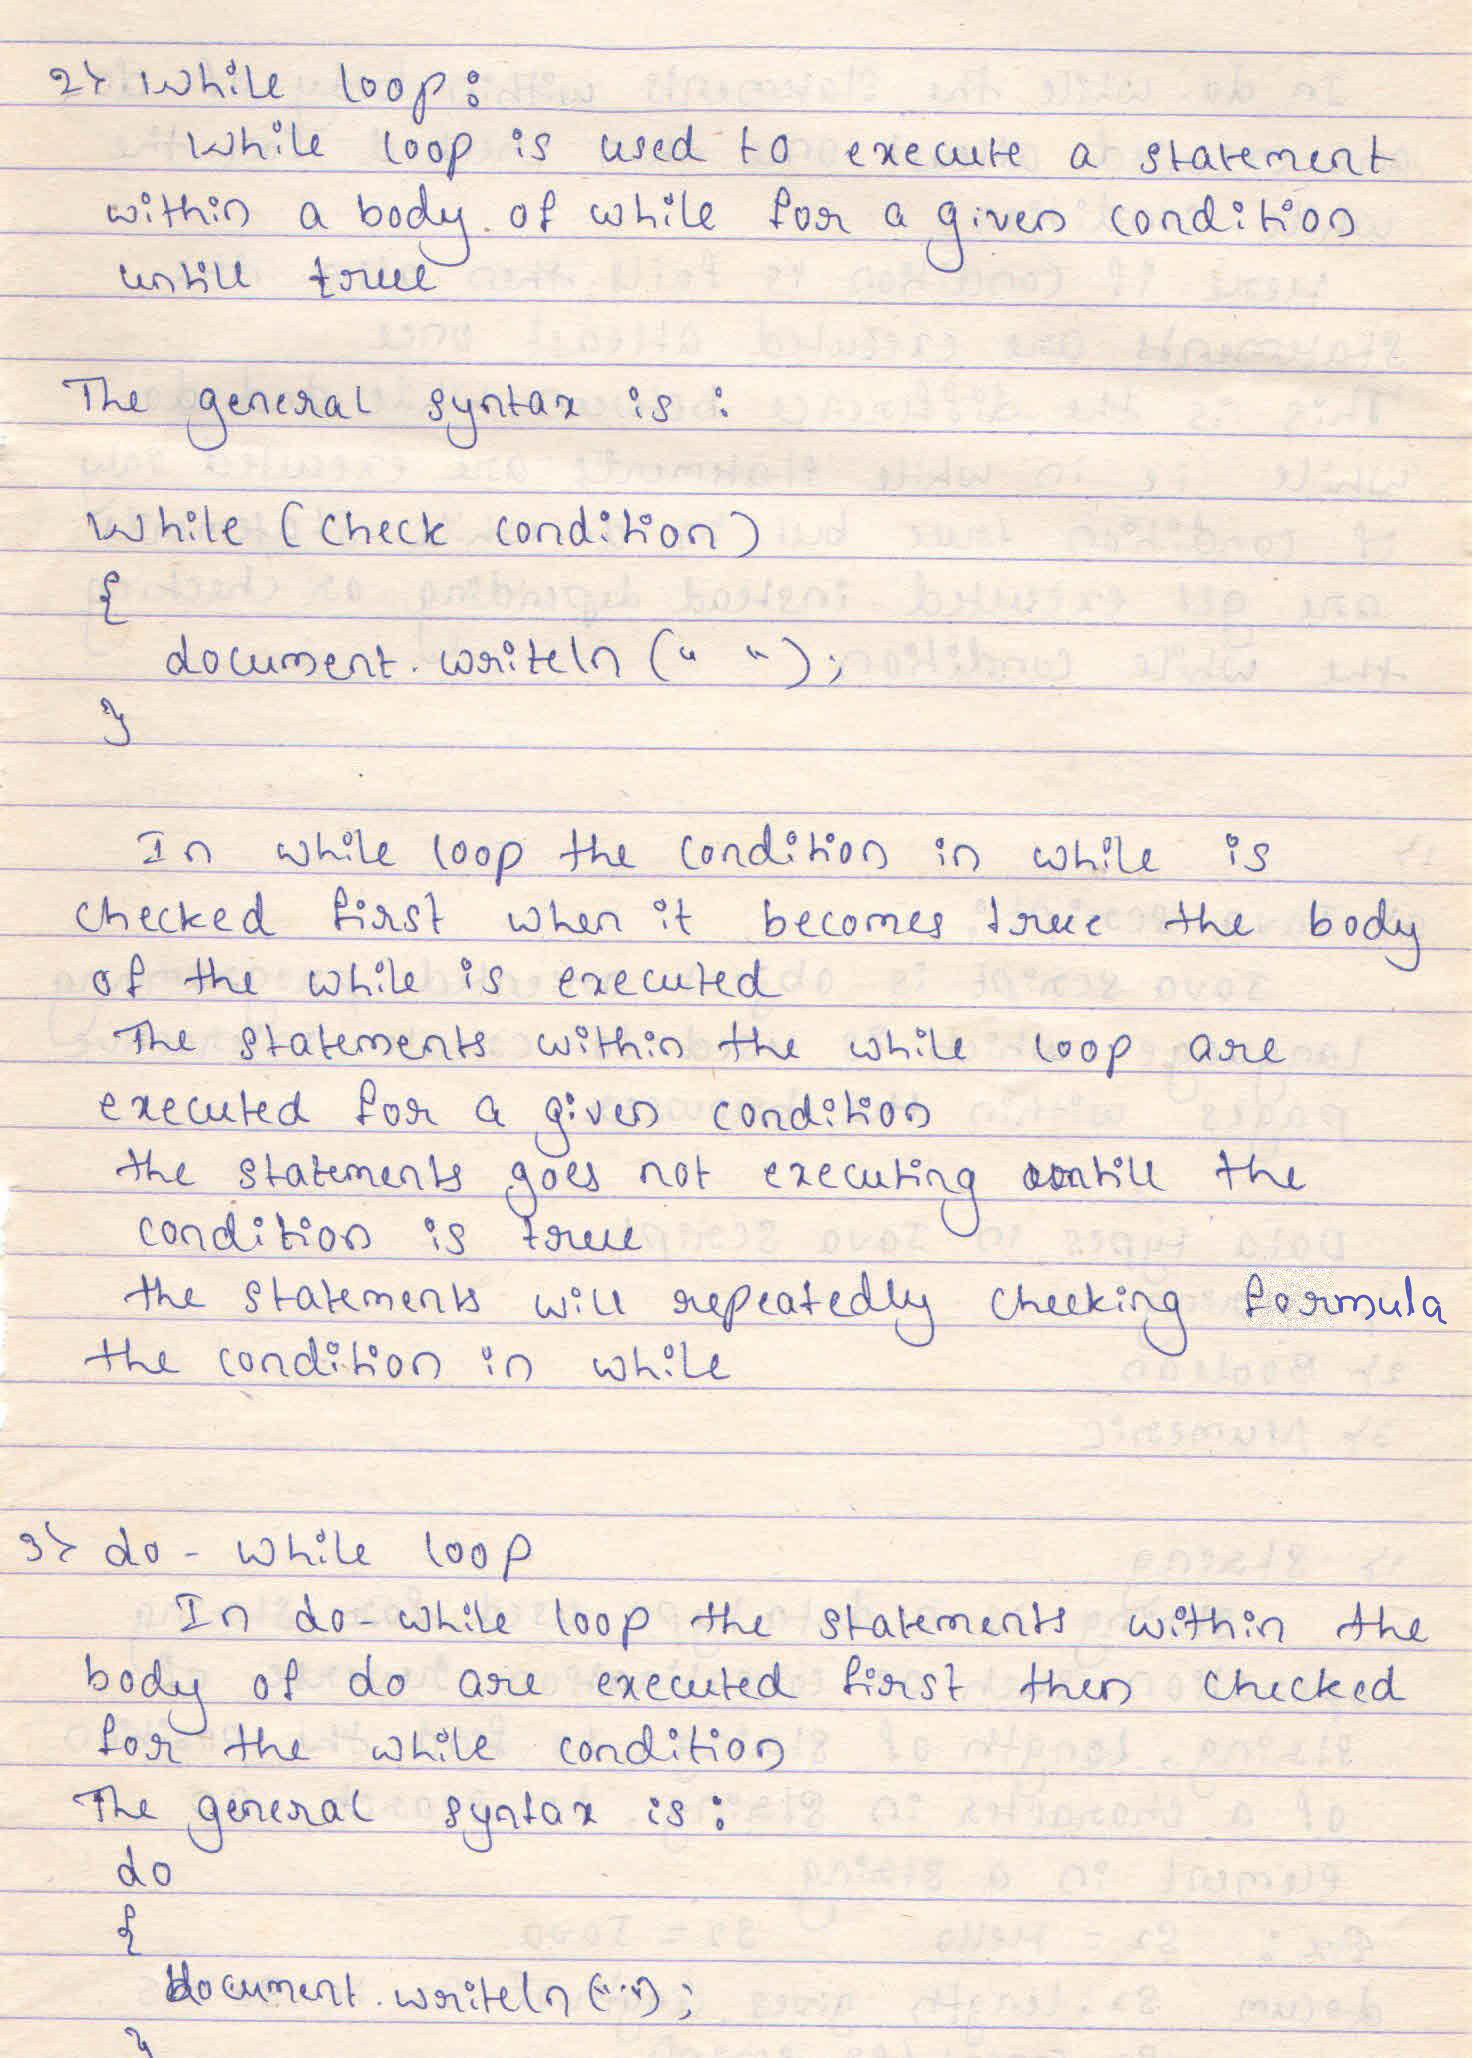 2> While loop:
While loop is used to execute a statement
within a body of while for a given condition
untill true
The general syntax is:
While (check condition)
{
document.writeln (" ");
}
In while loop the condition in while is
checked first when it becomes true the body
of the while is executed
The statements within the while loop are
executed for a given condition
the statements goes not executing untill the
condition is true
the statements will repeatedly checking formula
the condition in while
3> do - while loop
In do-while loop the statements within the
body of do are executed first then checked
for the while condition
The general syntax is:
do
{
document.writeln (" ");
}